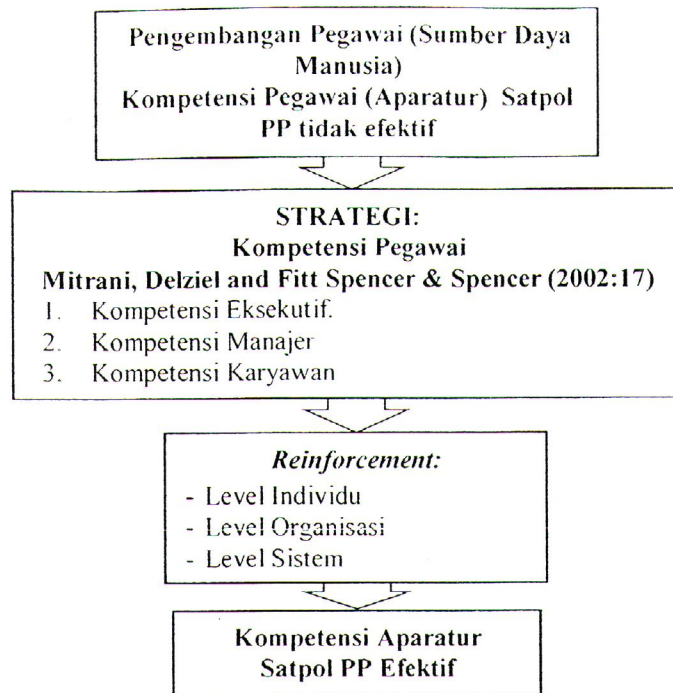 Pengembangan Pegawai (Sumber Daya
Manusia)
Kompetensi Pegawai (Aparatur) Satpol
PP tidak efektif
STRATEGI:
Kompetensi Pegawai
Mitrani, Delziel and Fitt Spencer & Spencer (2002:17)
1. Kompetensi Eksekutif.
2. Kompetensi Manajer
3. Kompetensi Karyawan
Reinforcement:
- Level Individu
- Level Organisasi
- Level Sistem
Kompetensi Aparatur
Satpol PP Efektif